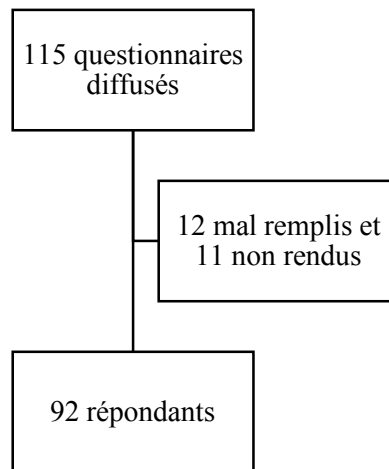 115 questionnaires
diffusés
12 mal remplis et
11 non rendus
92 répondants